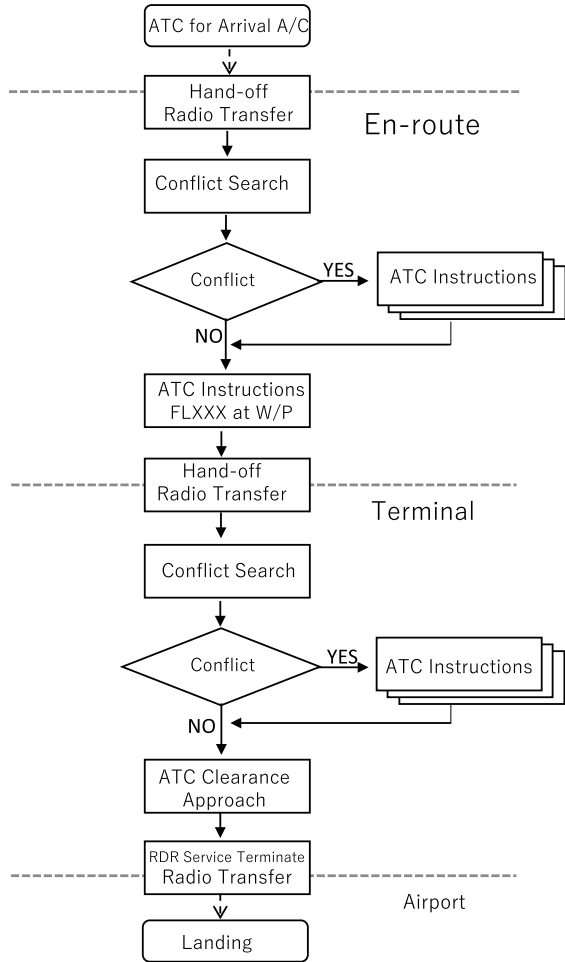 ATC for Arrival A/C
Hand-off
Radio Transfer
En-route
Conflict Search
Conflict
YES
ATC Instructions
NO
ATC Instructions
FLXXX at W/P
Hand-off
Radio Transfer
Terminal
Conflict Search
Conflict
YES
ATC Instructions
NO
ATC Clearance
Approach
RDR Service Terminate
Radio Transfer
Airport
Landing